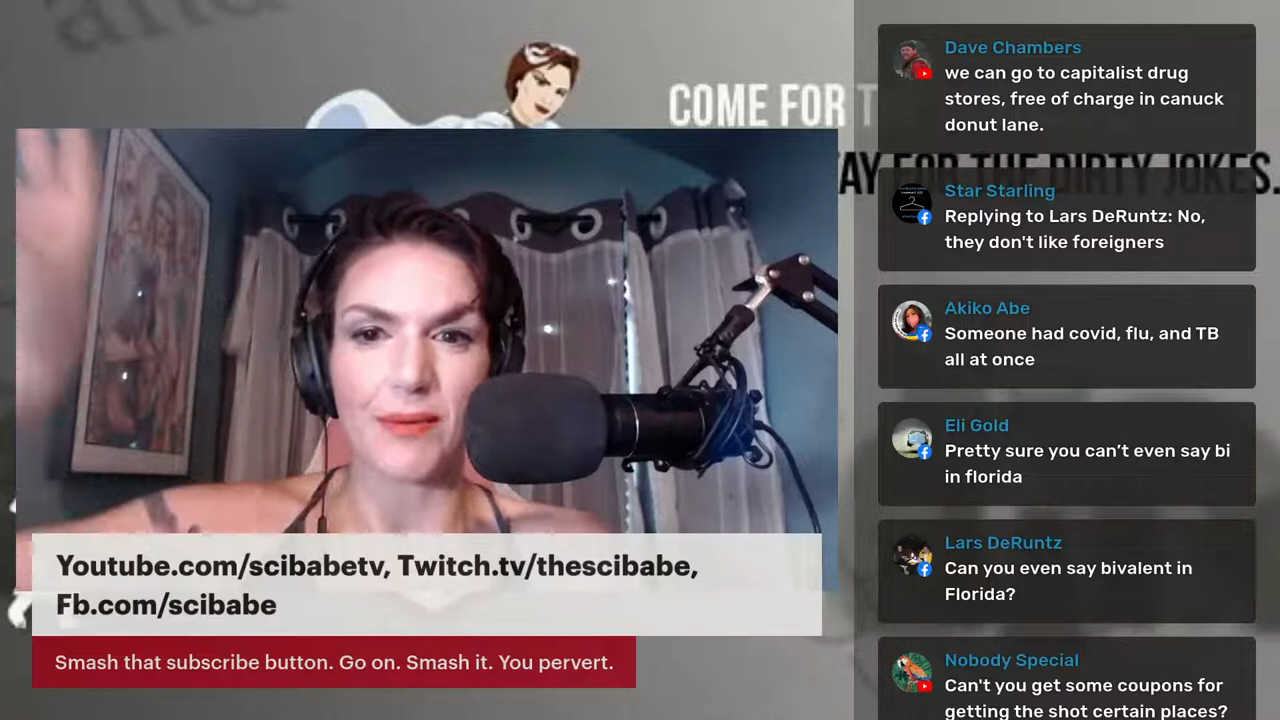 and
COME FOR T
AY FOR THE DIRTY JOKES.
Youtube.com/scibabetv, Twitch.tv/thescibabe,
Fb.com/scibabe
Smash that subscribe button. Go on. Smash it. You pervert.
Dave Chambers
we can go to capitalist drug
stores, free of charge in canuck
donut lane.
Star Starling
Replying to Lars DeRuntz: No,
they don't like foreigners
Akiko Abe
Someone had covid, flu, and TB
all at once
Eli Gold
Pretty sure you can’t even say bi
in florida
Lars DeRuntz
Can you even say bivalent in
Florida?
Nobody Special
Can't you get some coupons for
getting the shot certain places?